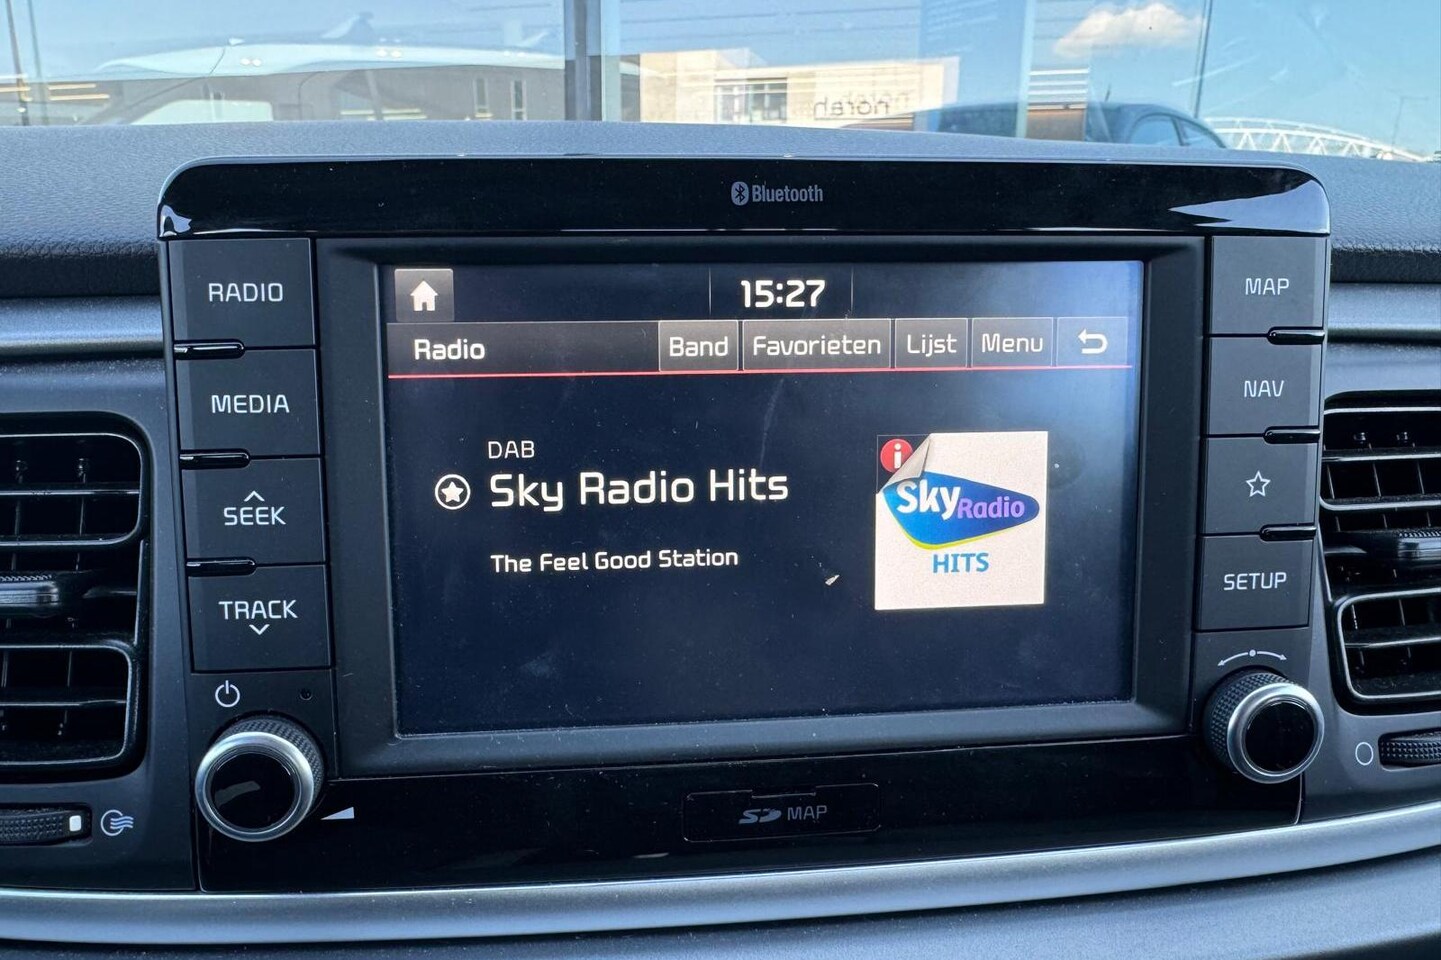 norah
Bluetooth
RADIO
MEDIA
SEEK
TRACK
15:27
Radio Band Favorieten Lijst Menu
DAB
Sky Radio Hits
The Feel Good Station
i
Sky Radio
HITS
MAP
NAV
SETUP
SD MAP